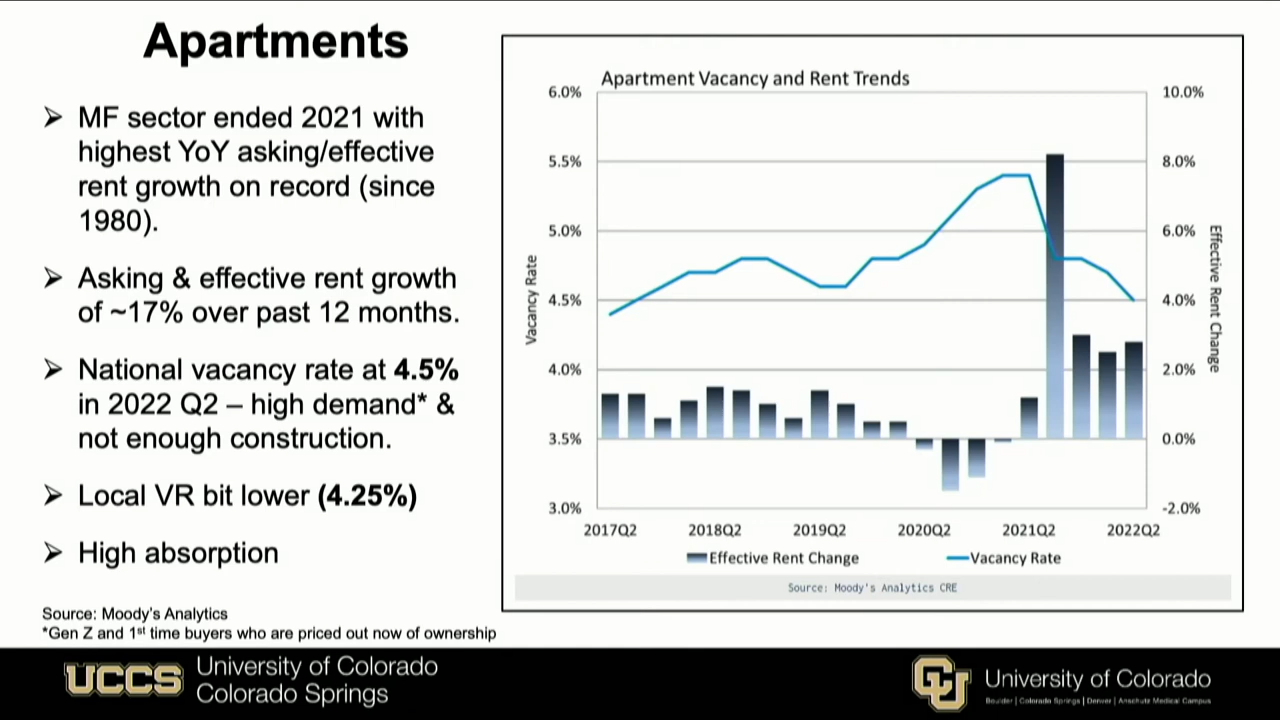 Apartments
➢ MF sector ended 2021 with
highest YoY asking/effective
rent growth on record (since
1980).
➢ Asking & effective rent growth
of ~17% over past 12 months.
➢ National vacancy rate at 4.5%
in 2022 Q2 – high demand* &
not enough construction.
➢ Local VR bit lower (4.25%)
➢ High absorption
Source: Moody's Analytics
*Gen Z and 1st time buyers who are priced out now of ownership
Apartment Vacancy and Rent Trends
6.0%
5.5%
5.0%
4.5%
4.0%
3.5%
3.0%
Vacancy Rate
10.0%
8.0%
6.0%
4.0%
2.0%
0.0%
-2.0%
Effective Rent Change
2017Q2 2018Q2 2019Q2 2020Q2 2021Q2 2022Q2
Effective Rent Change Vacancy Rate
Source: Moody's Analytics CRE
UCCS
University of Colorado
Colorado Springs
CU
University of Colorado
Boulder | Colorado Springs | Denver | Anschutz Medical Campus